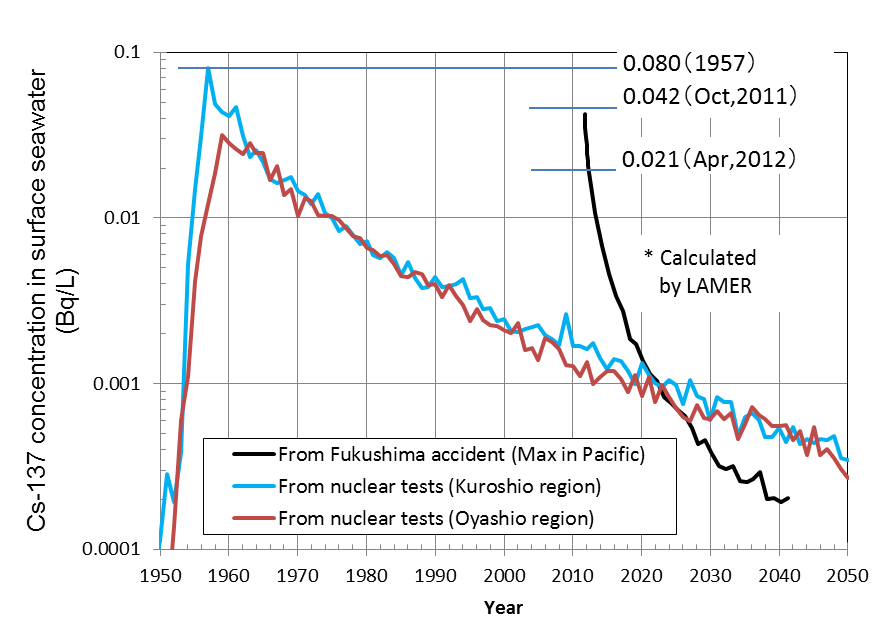 Cs-137 concentration in surface seawater
(Bq/L)
0.1
0.01
0.001
0.0001
0.080（1957）
0.042（Oct,2011）
0.021（Apr,2012）
* Calculated
by LAMER
From Fukushima accident (Max in Pacific)
From nuclear tests (Kuroshio region)
From nuclear tests (Oyashio region)
1950 1960 1970 1980 1990 2000 2010 2020 2030 2040 2050
Year